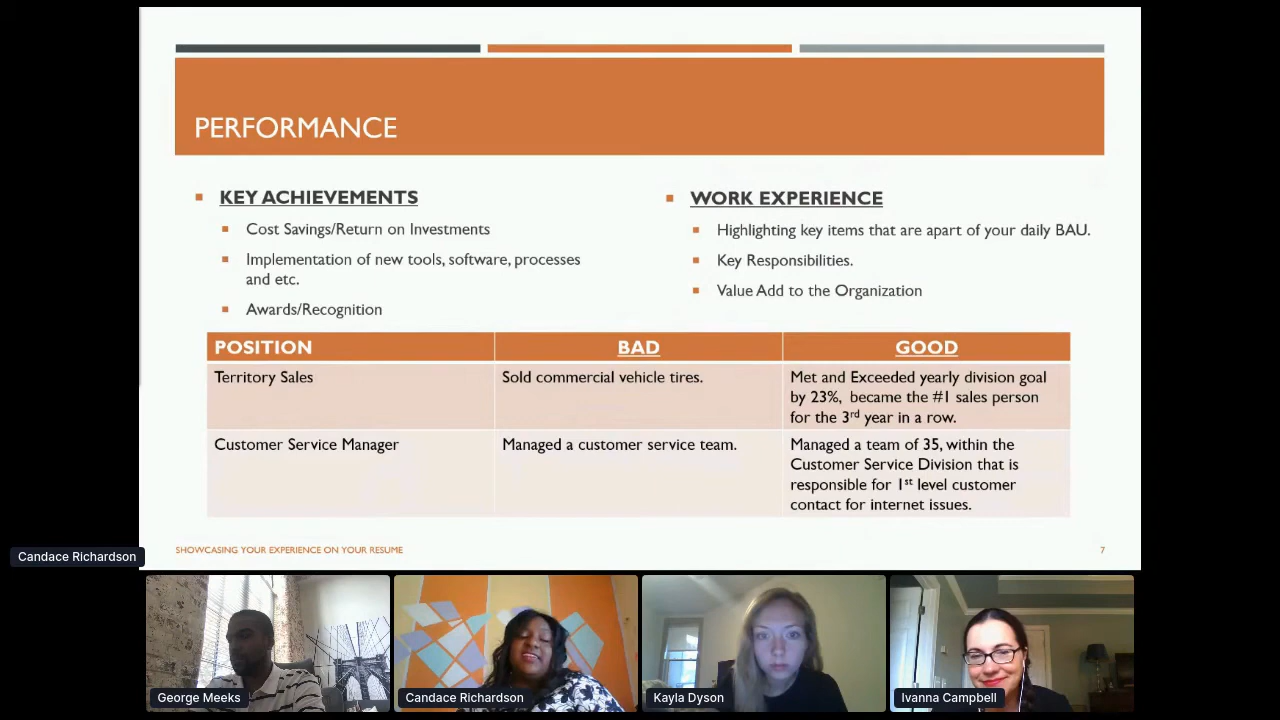 PERFORMANCE
KEY ACHIEVEMENTS
Cost Savings/Return on Investments
Implementation of new tools, software, processes
and etc.
Awards/Recognition
WORK EXPERIENCE
Highlighting key items that are apart of your daily BAU.
Key Responsibilities.
Value Add to the Organization
POSITION
BAD
GOOD
Territory Sales
Sold commercial vehicle tires.
Met and Exceeded yearly division goal
by 23%, became the #1 sales person
for the 3rd year in a row.
Customer Service Manager
Managed a customer service team.
Managed a team of 35, within the
Customer Service Division that is
responsible for 1st level customer
contact for internet issues.
SHOWCASING YOUR EXPERIENCE ON YOUR RESUME
7
Candace Richardson
George Meeks
Candace Richardson
Kayla Dyson
Ivanna Campbell